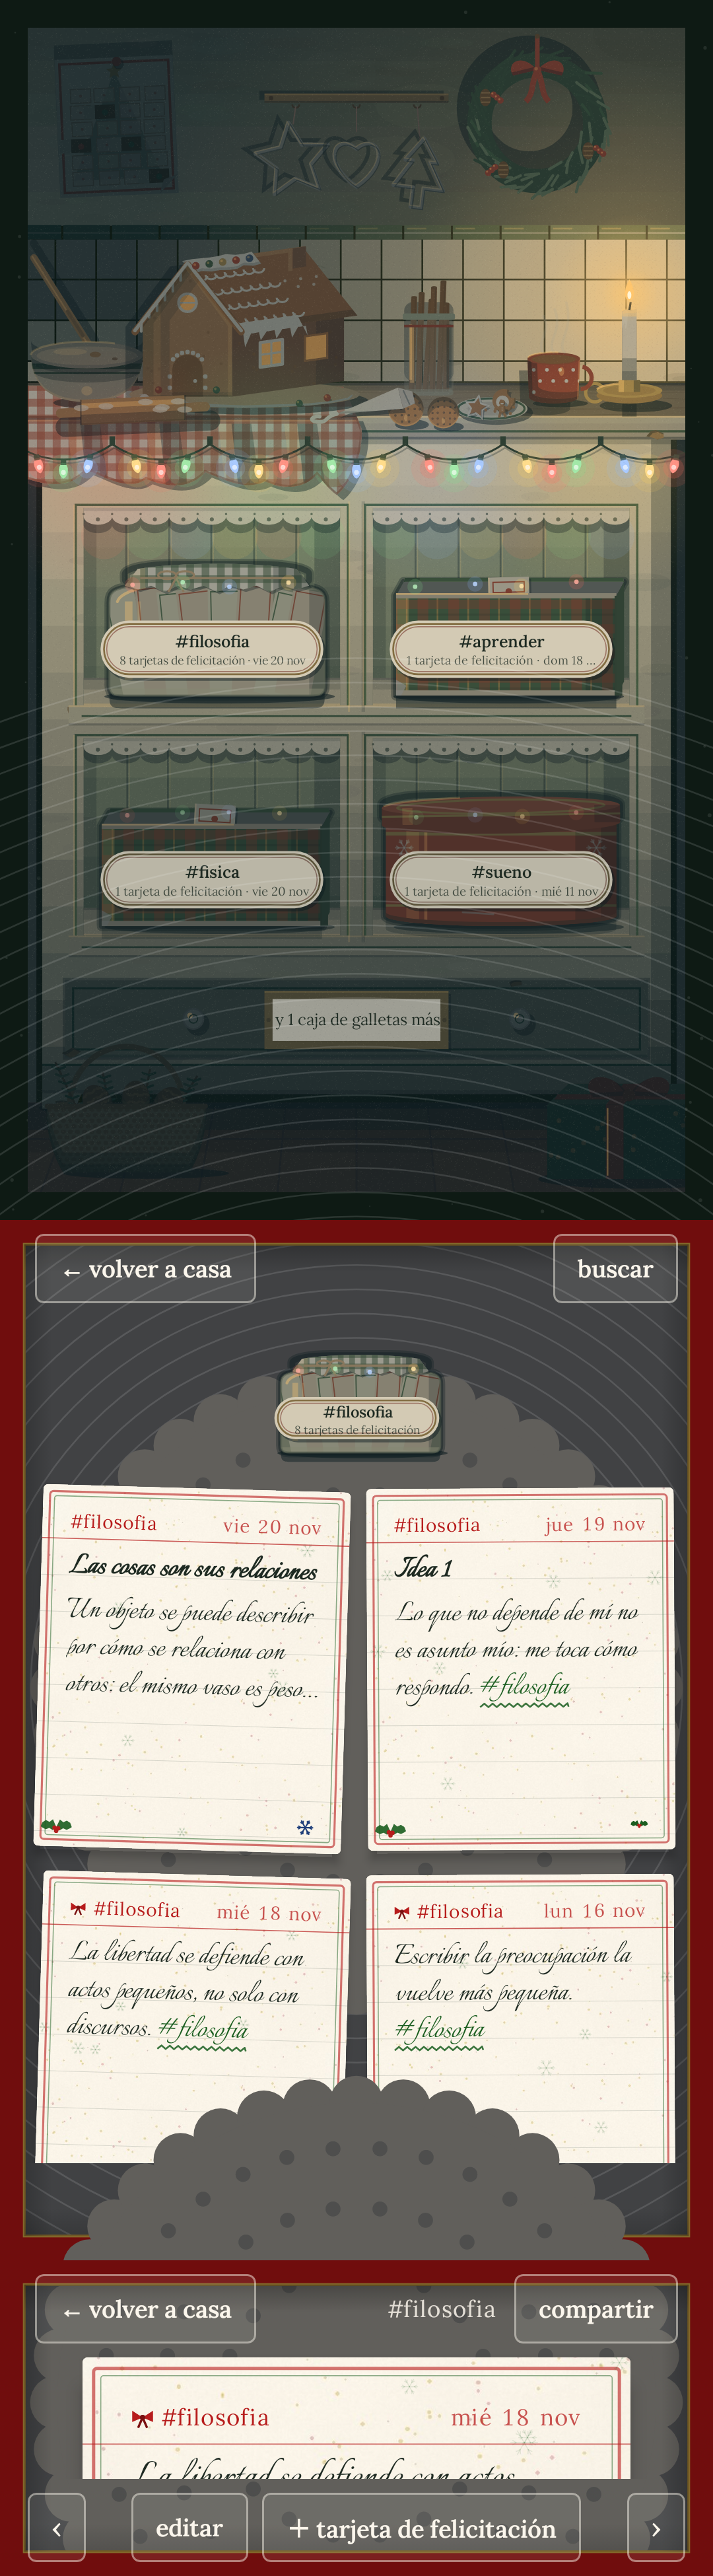 #filosofia
8 tarjetas de felicitación · vie 20 nov
#aprender
1 tarjeta de felicitación · dom 18 ...
#fisica
1 tarjeta de felicitación · vie 20 nov
#sueno
1 tarjeta de felicitación · mié 11 nov
y 1 caja de galletas más
← volver a casa
buscar
#filosofia
8 tarjetas de felicitación
#filosofia vie 20 nov
Las cosas son sus relaciones
Un objeto se puede describir
por cómo se relaciona con
otros: el mismo vaso es peso...
#filosofia jue 19 nov
Idea 1
Lo que no depende de mí no
es asunto mío: me toca cómo
respondo. #filosofia
#filosofia mié 18 nov
La libertad se defiende con
actos pequeños, no solo con
discursos. #filosofia
#filosofia lun 16 nov
Escribir la preocupación la
vuelve más pequeña.
#filosofia
← volver a casa
#filosofia
compartir
#filosofia mié 18 nov
La libertad se defiende con actos
‹
editar
+ tarjeta de felicitación
›